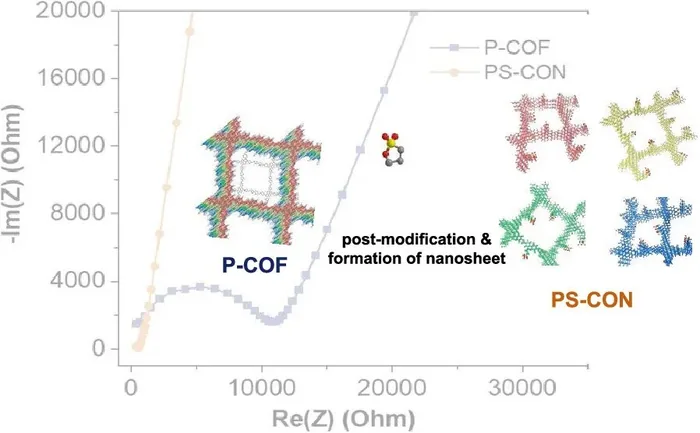 20000
16000
12000
8000
4000
0
-Im(Z) (Ohm)
P-COF
PS-CON
P-COF
post-modification &
formation of nanosheet
PS-CON
0
10000
20000
30000
Re(Z) (Ohm)